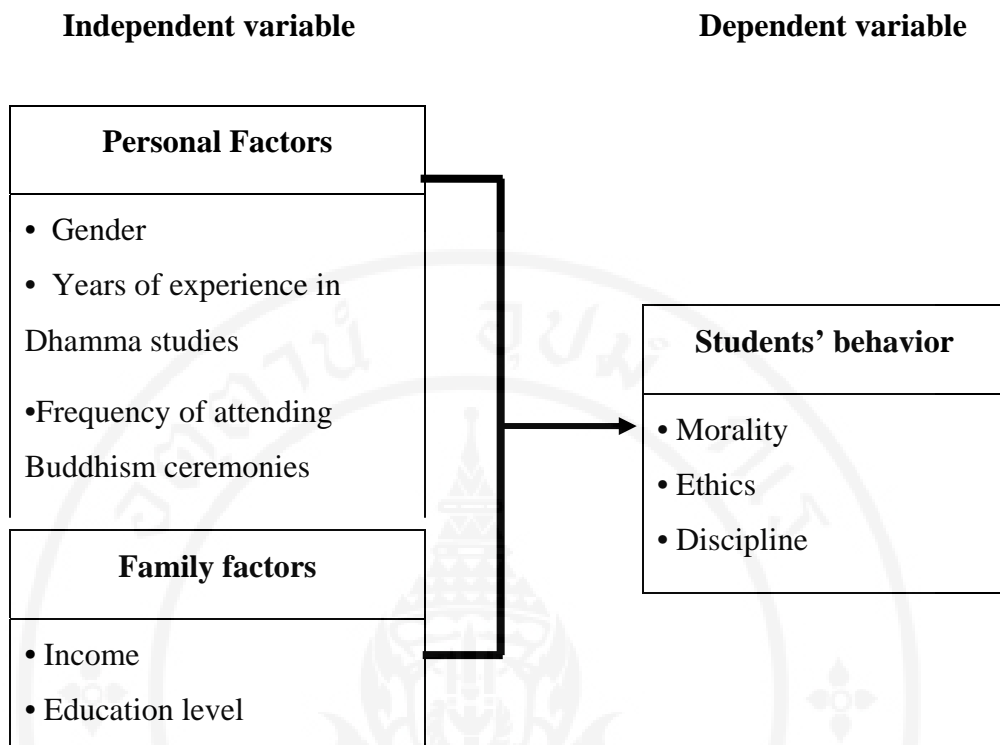 Independent variable
Dependent variable
Personal Factors
• Gender
• Years of experience in
Dhamma studies
•Frequency of attending
Buddhism ceremonies
Family factors
• Income
• Education level
Students’ behavior
• Morality
• Ethics
• Discipline